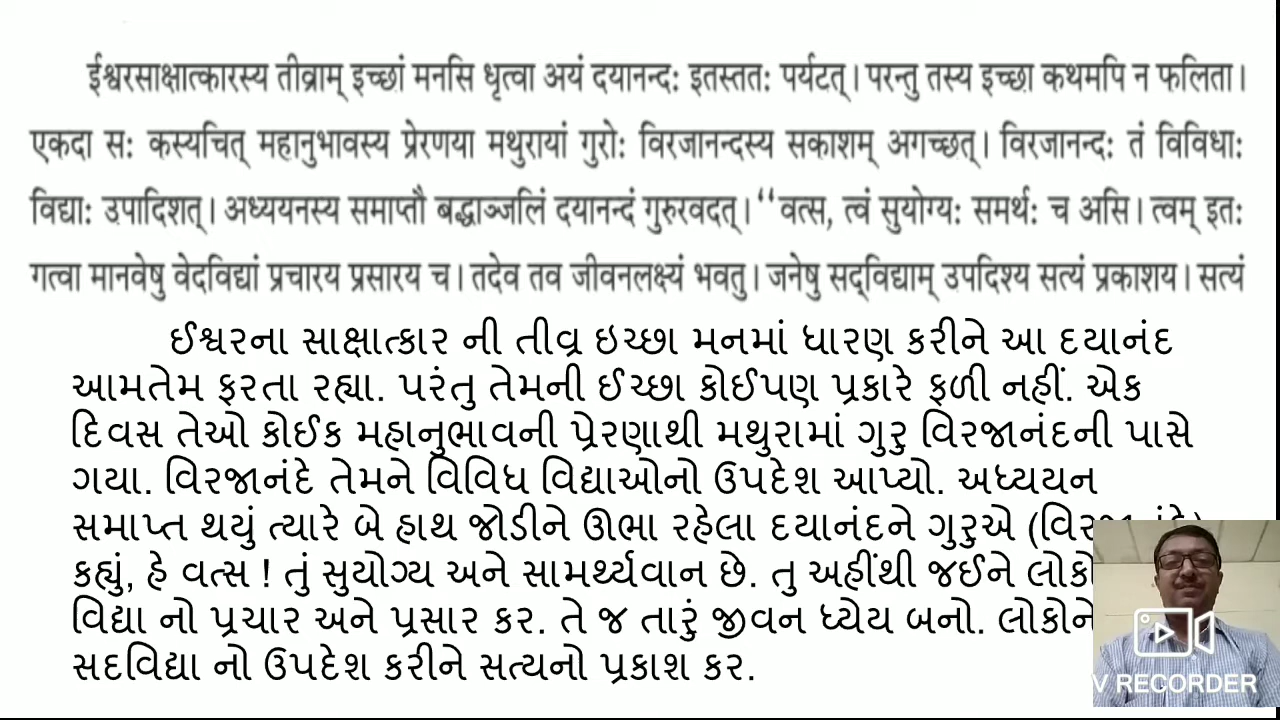 ईश्वरसाक्षात्कारस्य तीव्राम् इच्छां मनसि धृत्वा अयं दयानन्दः इतस्ततः पर्यटत्। परन्तु तस्य इच्छा कथमपि न फलिता।
एकदा सः कस्यचित् महानुभावस्य प्रेरणया मथुरायां गुरोः विरजानन्दस्य सकाशम् अगच्छत्। विरजानन्दः तं विविधाः
विद्याः उपादिशत्। अध्ययनस्य समाप्तौ बद्धाञ्जलिं दयानन्दं गुरुरवदत्। “वत्स, त्वं सुयोग्यः समर्थः च असि। त्वम् इतः
गत्वा मानवेषु वेदविद्यां प्रचारय प्रसारय च। तदेव तव जीवनलक्ष्यं भवतु। जनेषु सद्विद्याम् उपदिश्य सत्यं प्रकाशय। सत्यं
ઈશ્વરના સાક્ષાત્કાર ની તીવ્ર ઇચ્છા મનમાં ધારણ કરીને આ દયાનંદ
આમતેમ ફરતા રહ્યા. પરંતુ તેમની ઈચ્છા કોઈપણ પ્રકારે ફળી નહીં. એક
દિવસ તેઓ કોઈક મહાનુભાવની પ્રેરણાથી મથુરામાં ગુરુ વિરજાનંદની પાસે
ગયા. વિરજાનંદે તેમને વિવિધ વિદ્યાઓનો ઉપદેશ આપ્યો. અધ્યયન
સમાપ્ત થયું ત્યારે બે હાથ જોડીને ઊભા રહેલા દયાનંદને ગુરુએ
કહ્યું, હે વત્સ ! તું સુયોગ્ય અને સામર્થ્યવાન છે. તુ અહીંથી જઈને
વિદ્યા નો પ્રચાર અને પ્રસાર કર. તે જ તારું જીવન ધ્યેય બનો. લોકોને
સદવિદ્યા નો ઉપદેશ કરીને સત્યનો પ્રકાશ કર.
V RECORDER